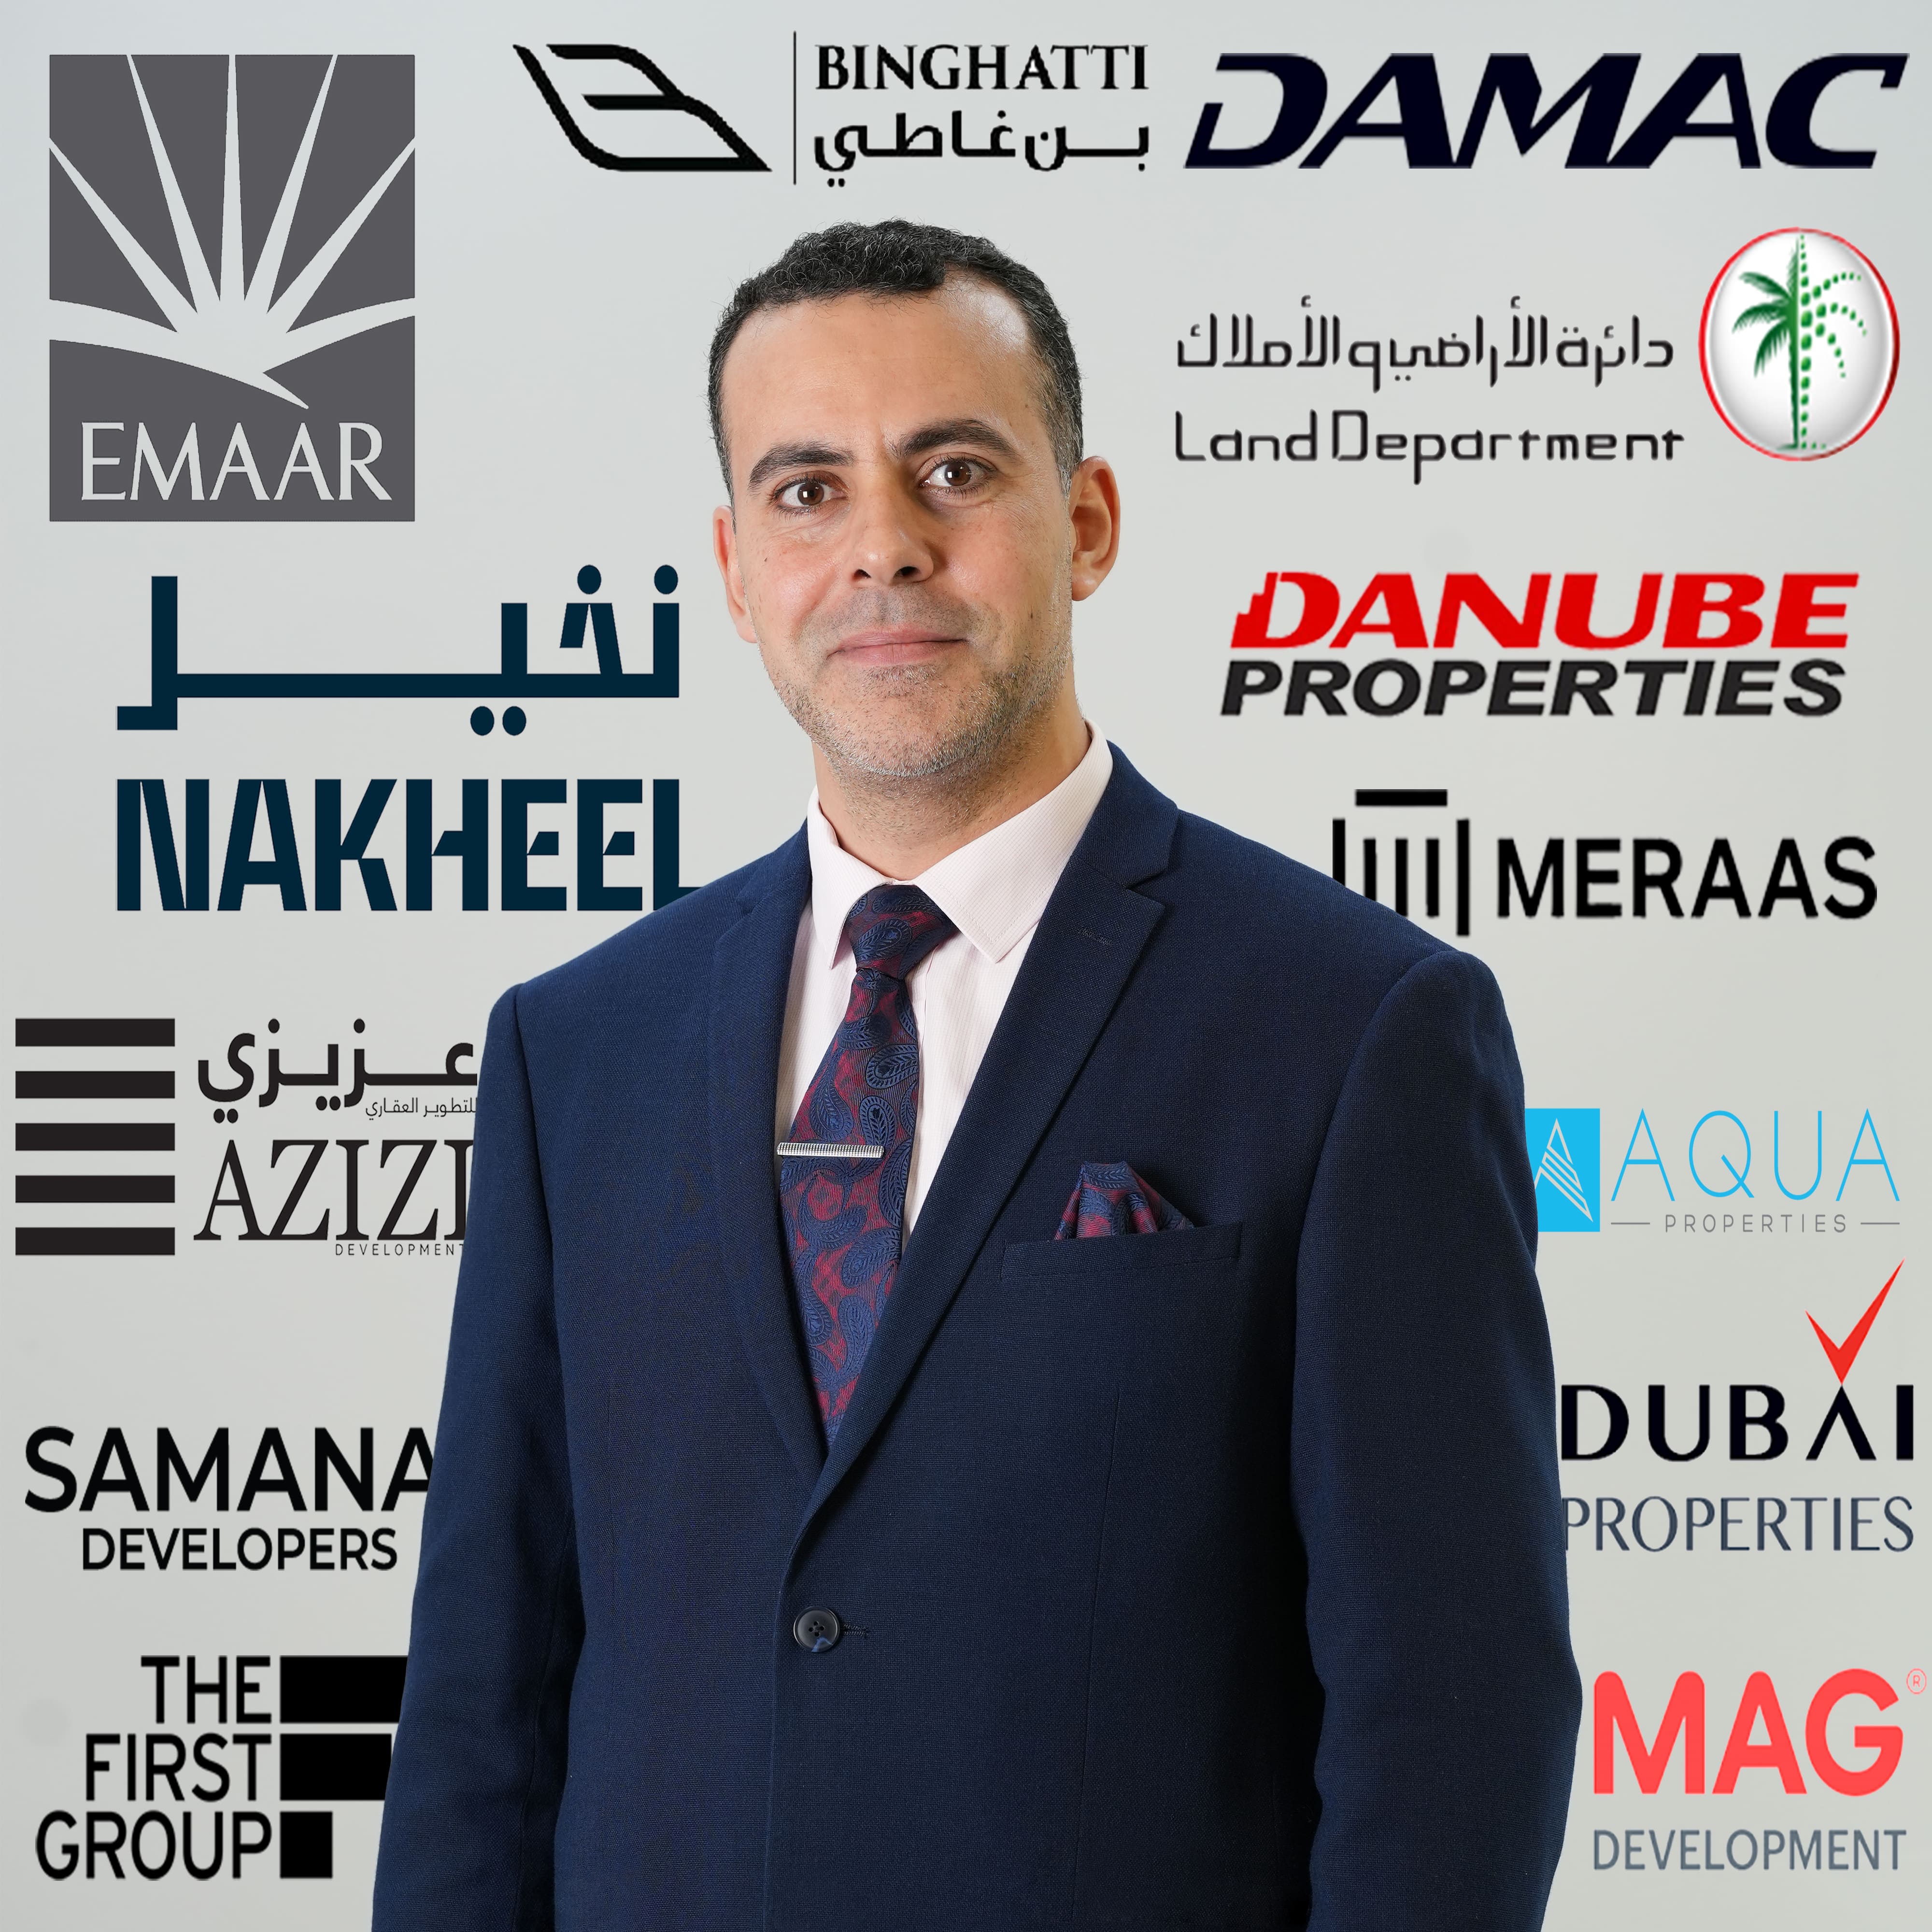 BINGHATTI
بن غاطي
DAMAC
EMAAR
دائرة الأراضي والأملاك
Land Department
نخيل
NAKHEEL
DANUBE
PROPERTIES
MERAAS
عزيزي
للتطوير العقاري
AZIZI
DEVELOPMENT
AQUA
PROPERTIES
DUBAI
PROPERTIES
SAMANA
DEVELOPERS
THE
FIRST
GROUP
MAG®
DEVELOPMENT